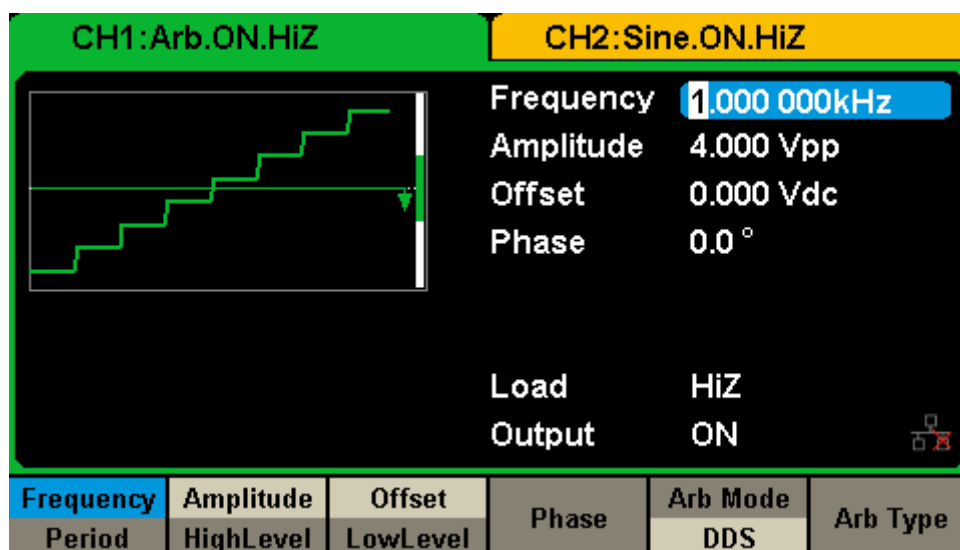 CH1:Arb.ON.HiZ
CH2:Sine.ON.HiZ
Frequency 1.000 000kHz
Amplitude 4.000 Vpp
Offset 0.000 Vdc
Phase 0.0 °
Load HiZ
Output ON
Frequency Amplitude Offset Phase Arb Mode Arb Type
Period HighLevel LowLevel DDS